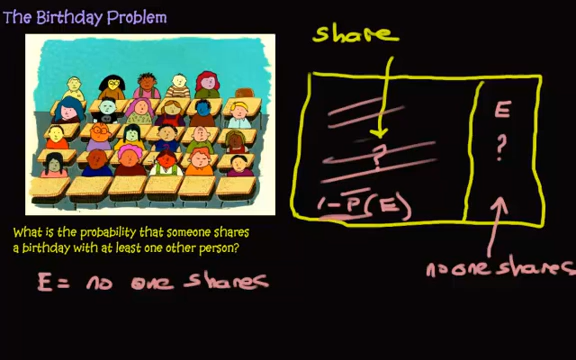 The Birthday Problem
share
E
?
?
1-P(E)
What is the probability that someone shares
a birthday with at least one other person?
no one shares
E = no one shares